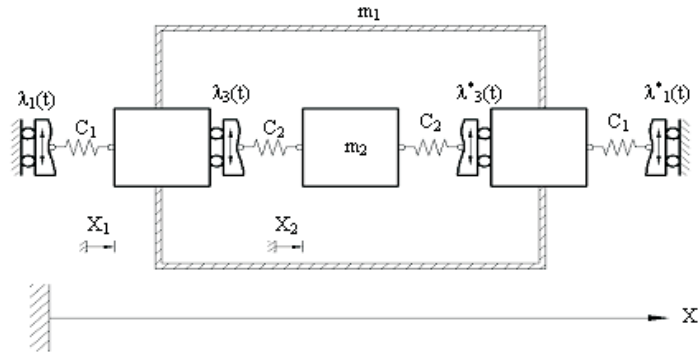 m₁
λ₁(t)
λ₃(t)
λ*₃(t)
λ*₁(t)
C₁
C₂
C₂
C₁
m₂
X₁
X₂
X